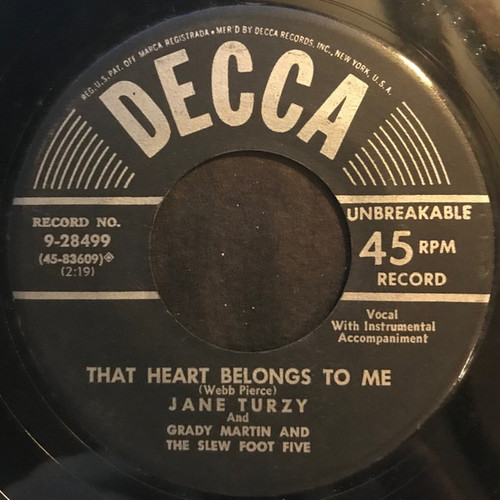 REG. U.S. PAT. OFF. MARCA REGISTRADA • MFR'D BY DECCA RECORDS, INC., NEW YORK, U.S.A.
DECCA
RECORD NO.
9-28499
(45-83609)
(2:19)
UNBREAKABLE
45 RPM
RECORD
Vocal
With Instrumental
Accompaniment
THAT HEART BELONGS TO ME
(Webb Pierce)
JANE TURZY
And
GRADY MARTIN AND
THE SLEW FOOT FIVE